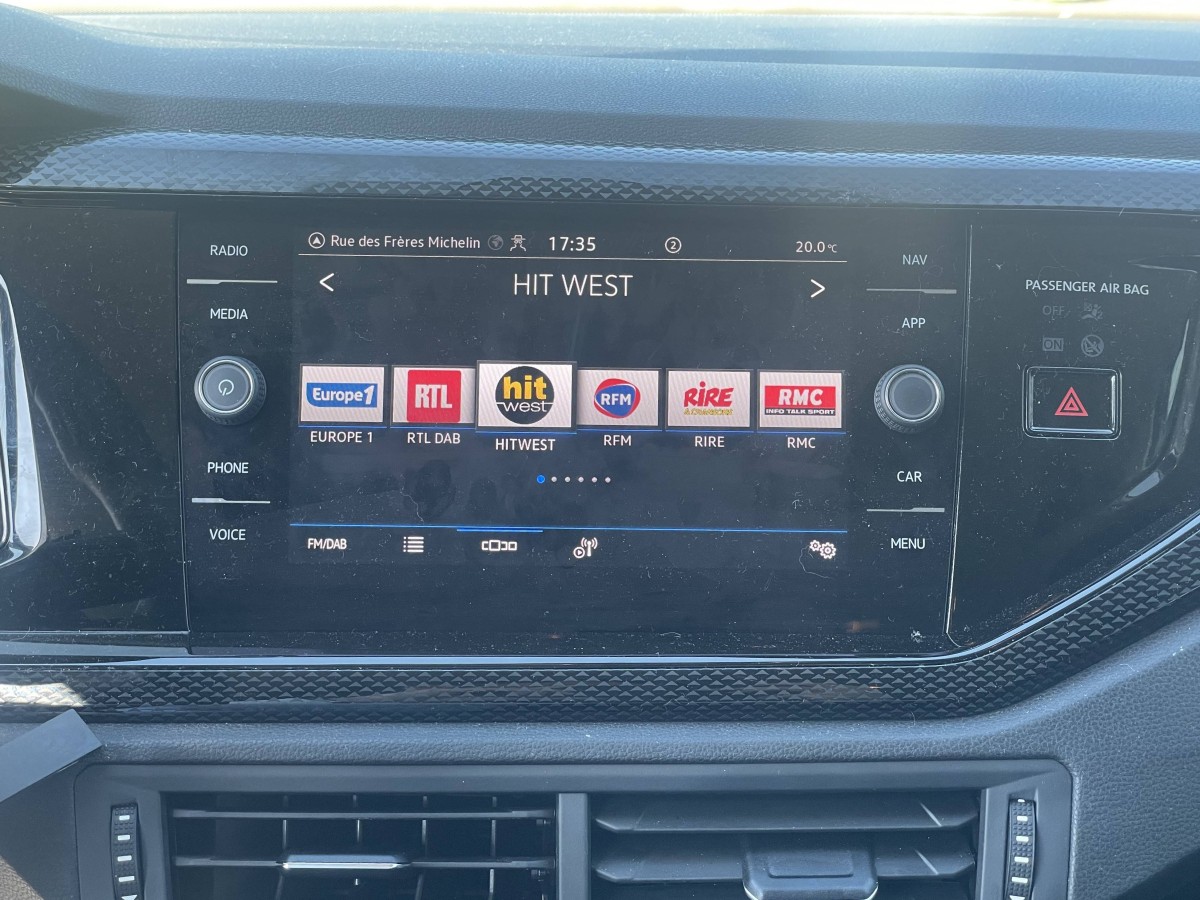 RADIO
MEDIA
PHONE
VOICE
Rue des Frères Michelin 17:35 2 20.0°C
< HIT WEST >
Europe1
RTL
hit
west
RFM
RIRE
& CHANSONS
RMC
INFO TALK SPORT
EUROPE 1
RTL DAB
HITWEST
RFM
RIRE
RMC
FM/DAB
NAV
APP
CAR
MENU
PASSENGER AIR BAG
OFF
ON